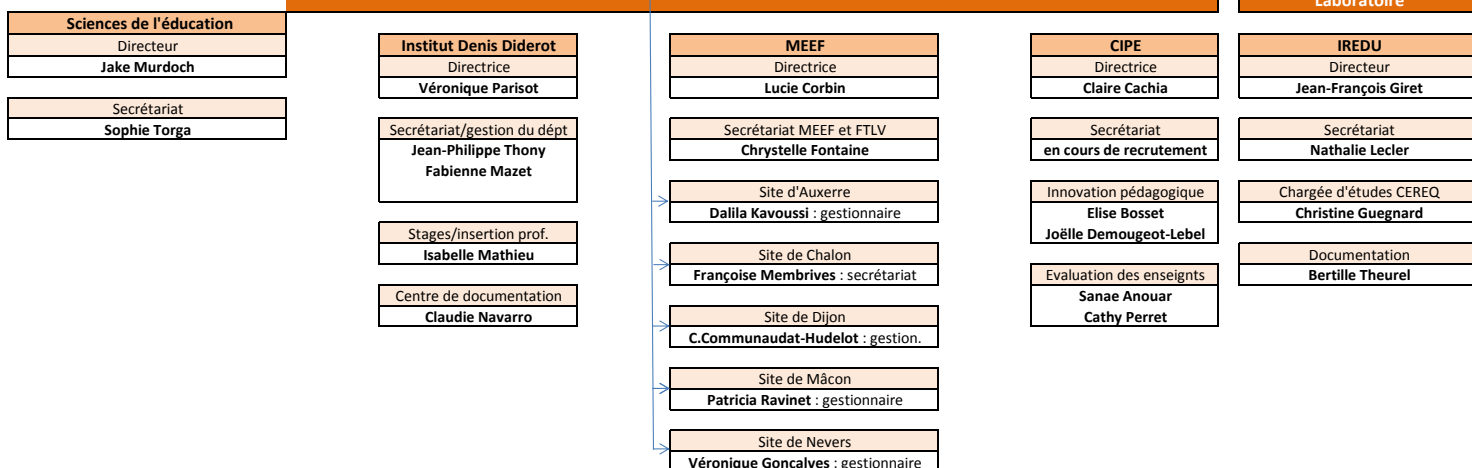 Laboratoire
Sciences de l'éducation
Directeur
Jake Murdoch
Secrétariat
Sophie Torga
Institut Denis Diderot
Directrice
Véronique Parisot
Secrétariat/gestion du dépt
Jean-Philippe Thony
Fabienne Mazet
Stages/insertion prof.
Isabelle Mathieu
Centre de documentation
Claudie Navarro
MEEF
Directrice
Lucie Corbin
Secrétariat MEEF et FTLV
Chrystelle Fontaine
Site d'Auxerre
Dalila Kavoussi : gestionnaire
Site de Chalon
Françoise Membrives : secrétariat
Site de Dijon
C.Communaudat-Hudelot : gestion.
Site de Mâcon
Patricia Ravinet : gestionnaire
Site de Nevers
Véronique Gonçalves : gestionnaire
CIPE
Directrice
Claire Cachia
Secrétariat
en cours de recrutement
Innovation pédagogique
Elise Bosset
Joëlle Demougeot-Lebel
Evaluation des enseignts
Sanae Anouar
Cathy Perret
IREDU
Directeur
Jean-François Giret
Secrétariat
Nathalie Lecler
Chargée d'études CEREQ
Christine Guegnard
Documentation
Bertille Theurel